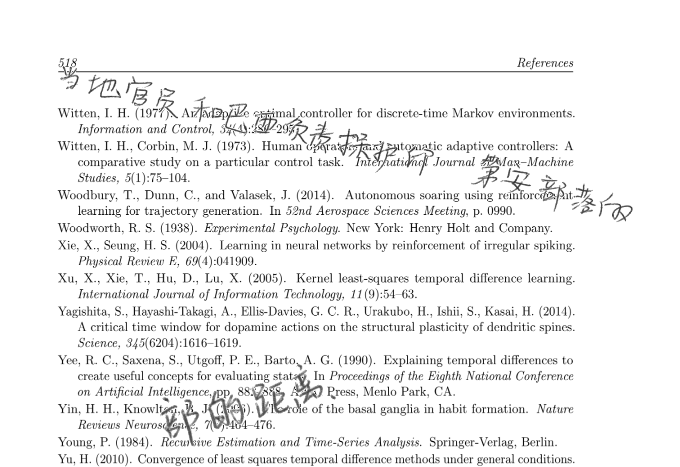 518 References
当地官员和巴西负责保护印第安部落的
Witten, I. H. (1977). An adaptive optimal controller for discrete-time Markov environments.
Information and Control, 34(4):286–295.
Witten, I. H., Corbin, M. J. (1973). Human operators and automatic adaptive controllers: A
comparative study on a particular control task. International Journal of Man–Machine
Studies, 5(1):75–104.
Woodbury, T., Dunn, C., and Valasek, J. (2014). Autonomous soaring using reinforcement
learning for trajectory generation. In 52nd Aerospace Sciences Meeting, p. 0990.
Woodworth, R. S. (1938). Experimental Psychology. New York: Henry Holt and Company.
Xie, X., Seung, H. S. (2004). Learning in neural networks by reinforcement of irregular spiking.
Physical Review E, 69(4):041909.
Xu, X., Xie, T., Hu, D., Lu, X. (2005). Kernel least-squares temporal difference learning.
International Journal of Information Technology, 11(9):54–63.
Yagishita, S., Hayashi-Takagi, A., Ellis-Davies, G. C. R., Urakubo, H., Ishii, S., Kasai, H. (2014).
A critical time window for dopamine actions on the structural plasticity of dendritic spines.
Science, 345(6204):1616–1619.
Yee, R. C., Saxena, S., Utgoff, P. E., Barto, A. G. (1990). Explaining temporal differences to
create useful concepts for evaluating states. In Proceedings of the Eighth National Conference
on Artificial Intelligence, pp. 882–888. Press, Menlo Park, CA.
部的距离
Yin, H. H., Knowlton, B. J. (2006). The role of the basal ganglia in habit formation. Nature
Reviews Neuroscience, 7(6):464–476.
Young, P. (1984). Recursive Estimation and Time-Series Analysis. Springer-Verlag, Berlin.
Yu, H. (2010). Convergence of least squares temporal difference methods under general conditions.